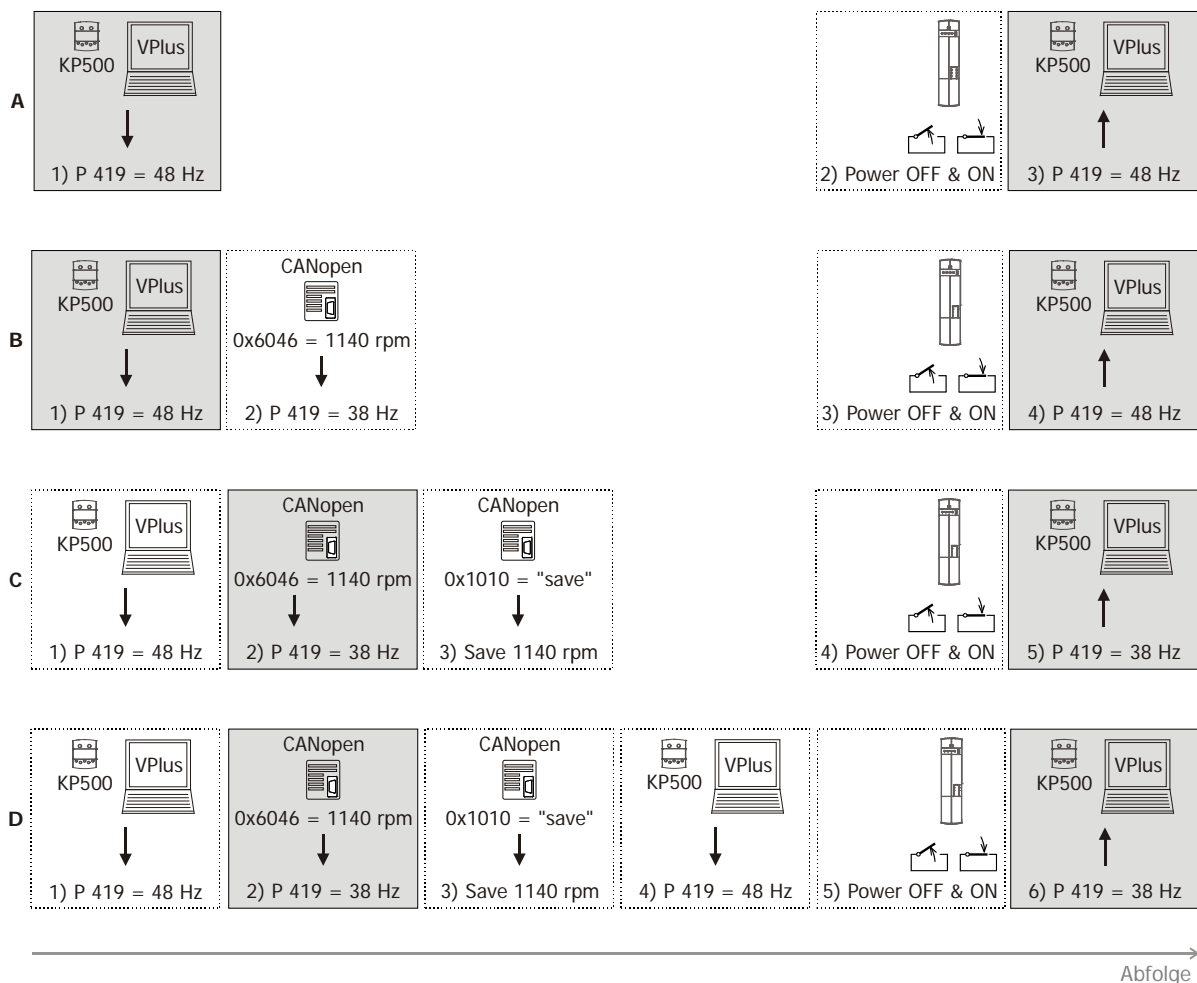 VPlus
KP500
A
1) P 419 = 48 Hz
2) Power OFF & ON
VPlus
KP500
3) P 419 = 48 Hz
B
VPlus
KP500
1) P 419 = 48 Hz
CANopen
0x6046 = 1140 rpm
2) P 419 = 38 Hz
3) Power OFF & ON
VPlus
KP500
4) P 419 = 48 Hz
C
VPlus
KP500
1) P 419 = 48 Hz
CANopen
0x6046 = 1140 rpm
2) P 419 = 38 Hz
CANopen
0x1010 = "save"
3) Save 1140 rpm
4) Power OFF & ON
VPlus
KP500
5) P 419 = 38 Hz
D
VPlus
KP500
1) P 419 = 48 Hz
CANopen
0x6046 = 1140 rpm
2) P 419 = 38 Hz
CANopen
0x1010 = "save"
3) Save 1140 rpm
VPlus
KP500
4) P 419 = 48 Hz
5) Power OFF & ON
VPlus
KP500
6) P 419 = 38 Hz
Abfolge